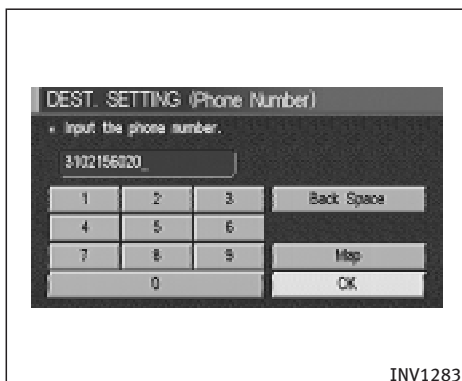 DEST. SETTING (Phone Number)
• Input the phone number.
3102156020_
1 2 3 Back Space
4 5 6
7 8 9 Map
0 OK
INV1283